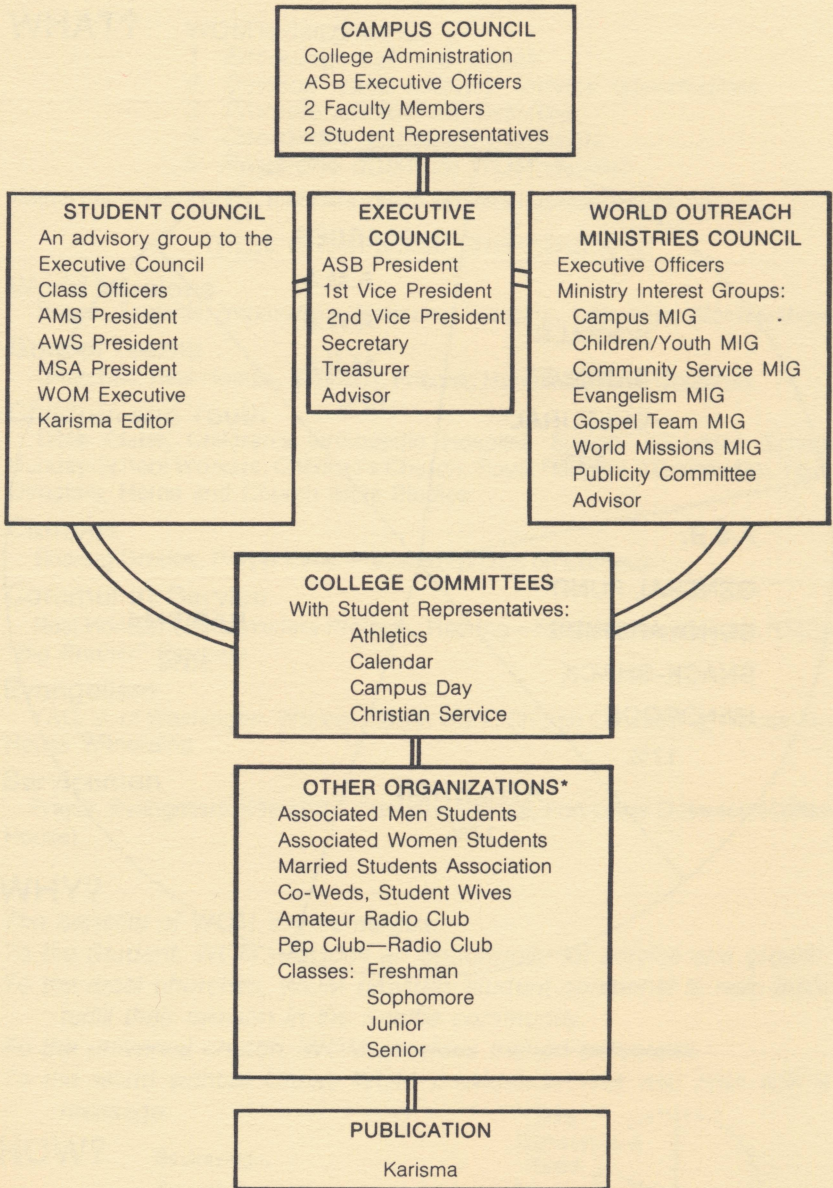 CAMPUS COUNCIL
College Administration
ASB Executive Officers
2 Faculty Members
2 Student Representatives
STUDENT COUNCIL
An advisory group to the
Executive Council
Class Officers
AMS President
AWS President
MSA President
WOM Executive
Karisma Editor
EXECUTIVE
COUNCIL
ASB President
1st Vice President
2nd Vice President
Secretary
Treasurer
Advisor
WORLD OUTREACH
MINISTRIES COUNCIL
Executive Officers
Ministry Interest Groups:
Campus MIG
Children/Youth MIG
Community Service MIG
Evangelism MIG
Gospel Team MIG
World Missions MIG
Publicity Committee
Advisor
COLLEGE COMMITTEES
With Student Representatives:
Athletics
Calendar
Campus Day
Christian Service
OTHER ORGANIZATIONS*
Associated Men Students
Associated Women Students
Married Students Association
Co-Weds, Student Wives
Amateur Radio Club
Pep Club—Radio Club
Classes: Freshman
Sophomore
Junior
Senior
PUBLICATION
Karisma